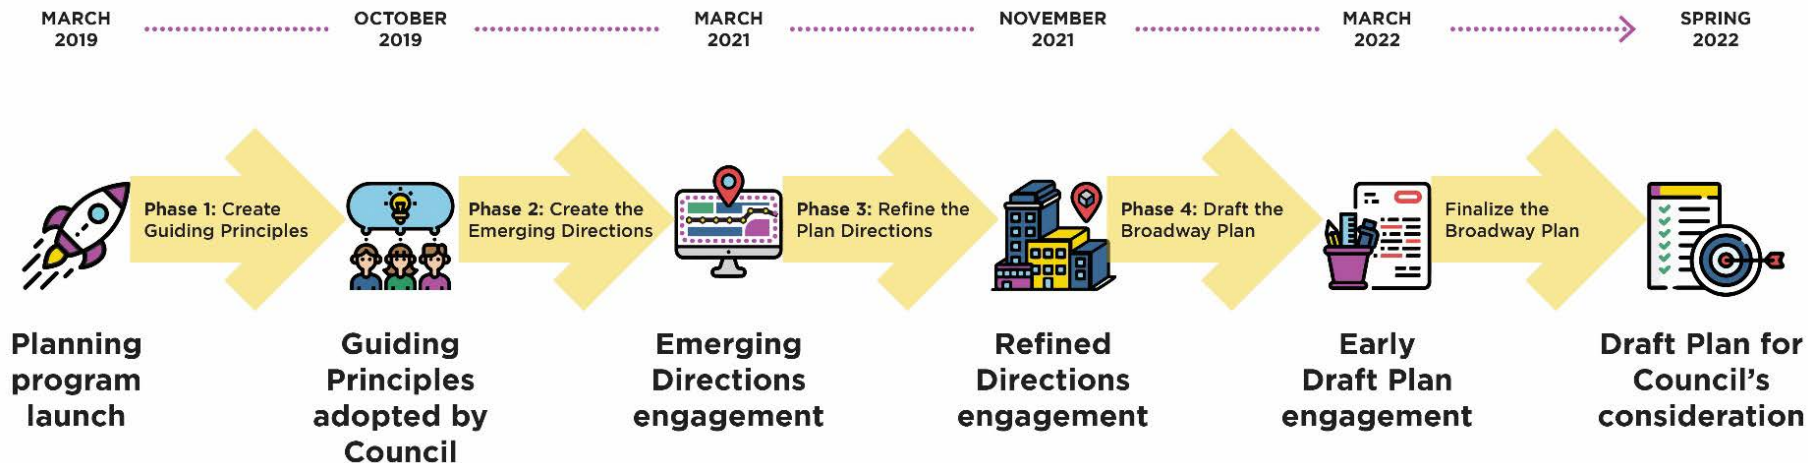 MARCH
2019
OCTOBER
2019
MARCH
2021
NOVEMBER
2021
MARCH
2022
SPRING
2022
Phase 1: Create
Guiding Principles
Phase 2: Create the
Emerging Directions
Phase 3: Refine the
Plan Directions
Phase 4: Draft the
Broadway Plan
Finalize the
Broadway Plan
Planning
program
launch
Guiding
Principles
adopted by
Council
Emerging
Directions
engagement
Refined
Directions
engagement
Early
Draft Plan
engagement
Draft Plan for
Council’s
consideration